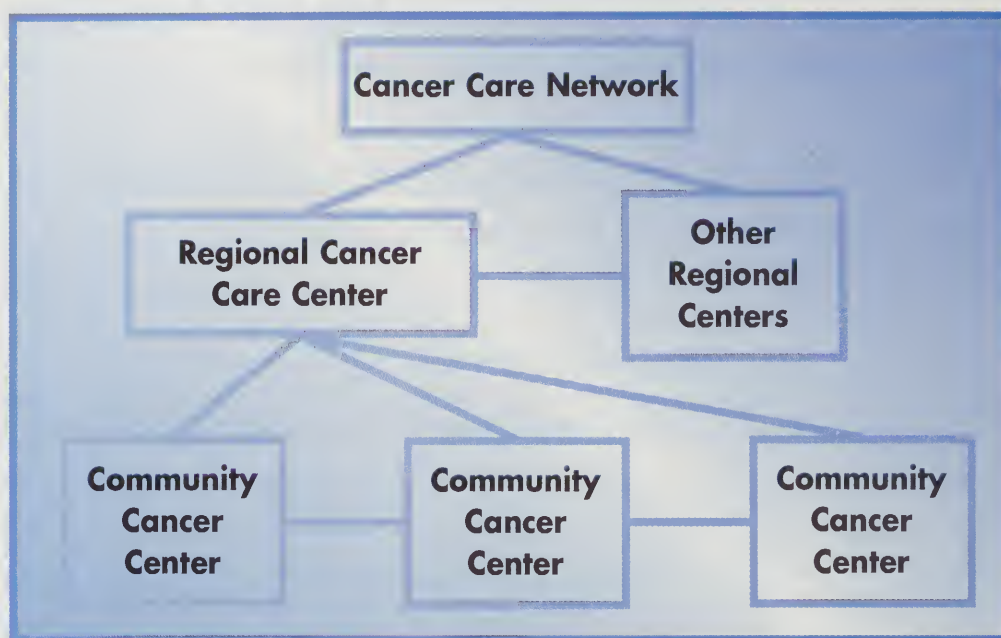 Cancer Care Network
Regional Cancer
Care Center
Other
Regional
Centers
Community
Cancer
Center
Community
Cancer
Center
Community
Cancer
Center